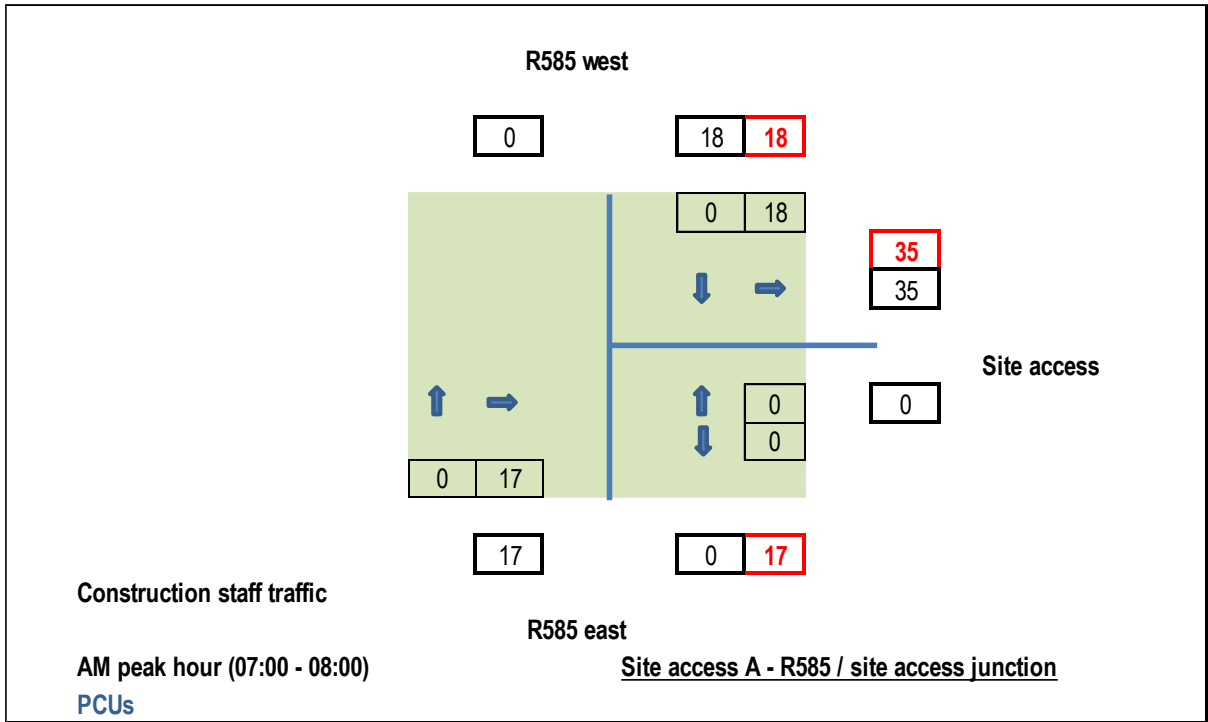 R585 west
0 18 18
0 18
35
35
Site access
0 0
0
0 17
17 0 17
Construction staff traffic
R585 east
AM peak hour (07:00 - 08:00) Site access A - R585 / site access junction
PCUs